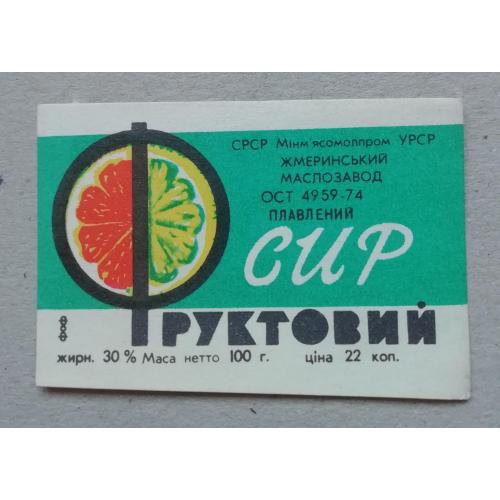 СРСР Мінм'ясомолпром УРСР
ЖМЕРИНСЬКИЙ
МАСЛОЗАВОД
ОСТ 4959-74
ПЛАВЛЕНИЙ
СИР
ФРУКТОВИЙ
жирн. 30% Маса нетто 100 г. ціна 22 коп.